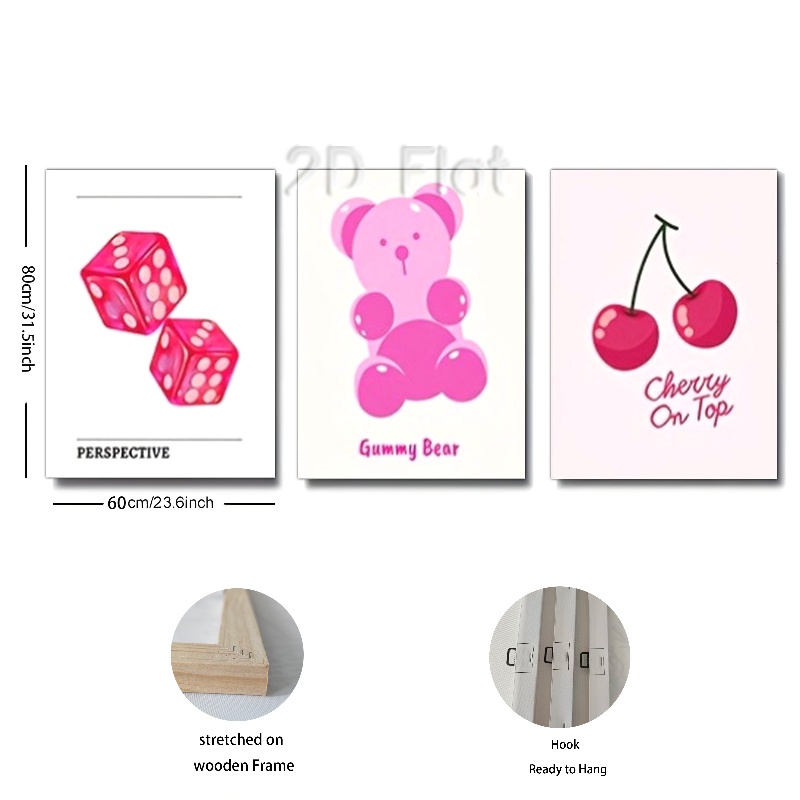 2D Flat
80cm/31.5inch
PERSPECTIVE
Gummy Bear
Cherry
On Top
60cm/23.6inch
stretched on
wooden Frame
Hook
Ready to Hang